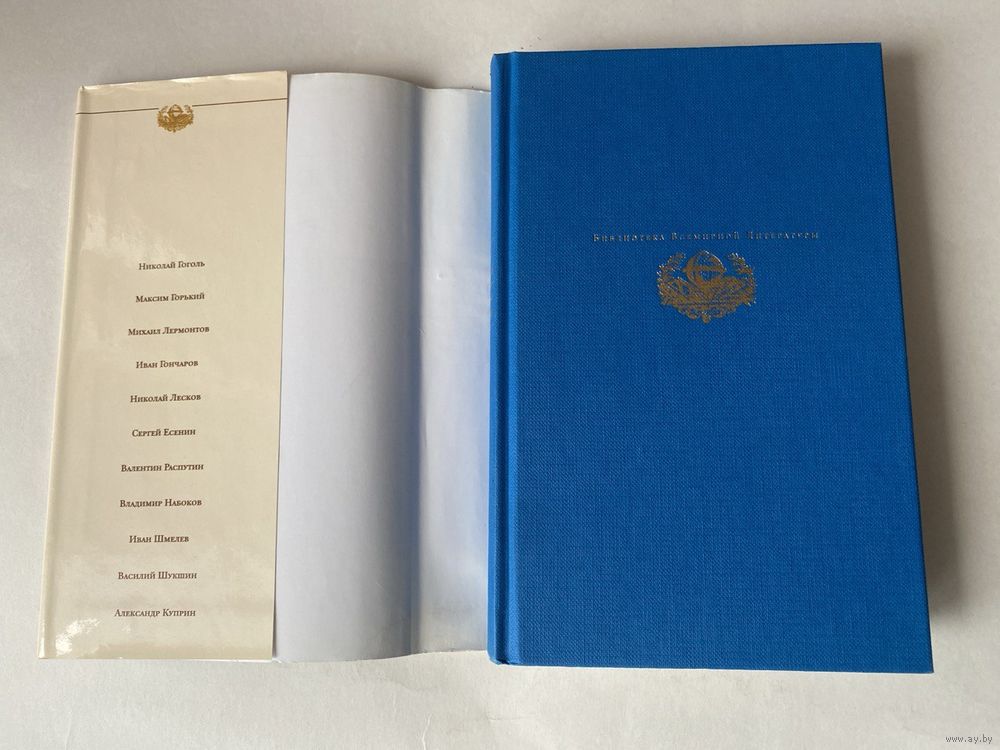 Николай Гоголь
Максим Горький
Михаил Лермонтов
Иван Гончаров
Николай Лесков
Сергей Есенин
Валентин Распутин
Владимир Набоков
Иван Шмелев
Василий Шукшин
Александр Куприн
Библиотека Всемирной Литературы
www.ay.by